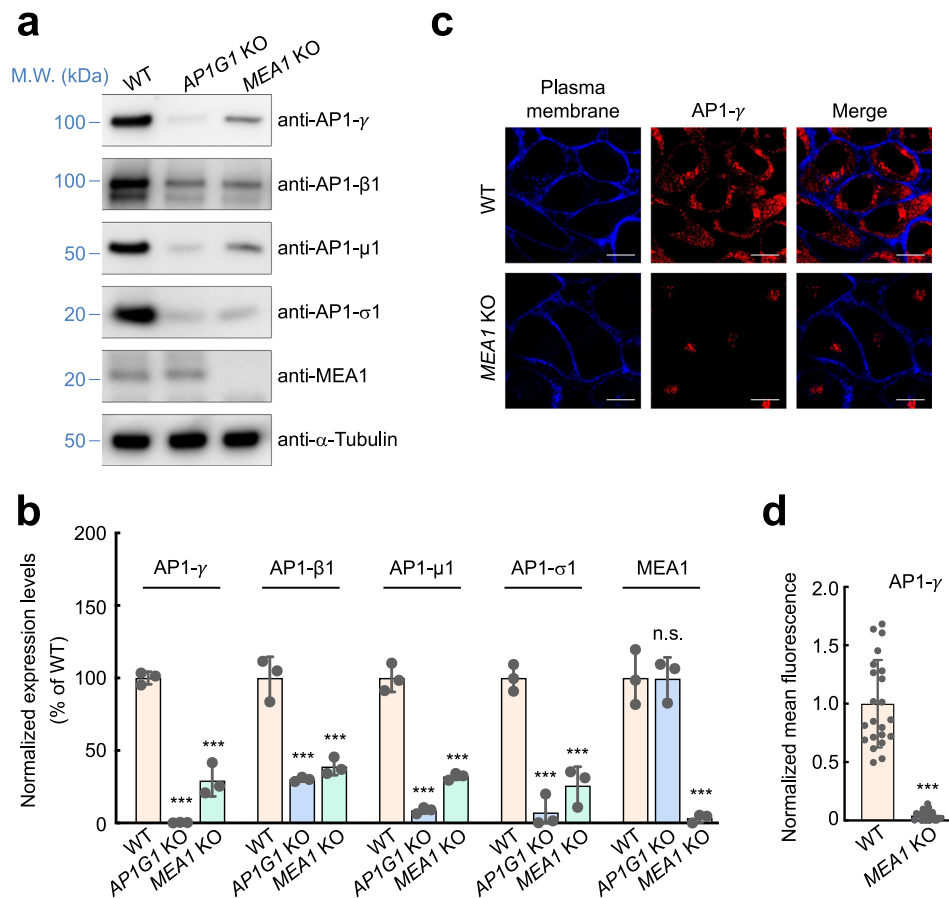 a
M.W. (kDa)
WT
AP1G1 KO
MEA1 KO
100
anti-AP1-γ
100
anti-AP1-β1
50
anti-AP1-μ1
20
anti-AP1-σ1
20
anti-MEA1
50
anti-α-Tubulin
c
Plasma membrane
AP1-γ
Merge
WT
MEA1 KO
b
Normalized expression levels
(% of WT)
200
150
100
50
0
AP1-γ
AP1-β1
AP1-μ1
AP1-σ1
MEA1
***
***
***
***
***
***
***
***
n.s.
***
WT
AP1G1 KO
MEA1 KO
WT
AP1G1 KO
MEA1 KO
WT
AP1G1 KO
MEA1 KO
WT
AP1G1 KO
MEA1 KO
WT
AP1G1 KO
MEA1 KO
d
Normalized mean fluorescence
AP1-γ
2.0
1.5
1.0
0.5
0
***
WT
MEA1 KO